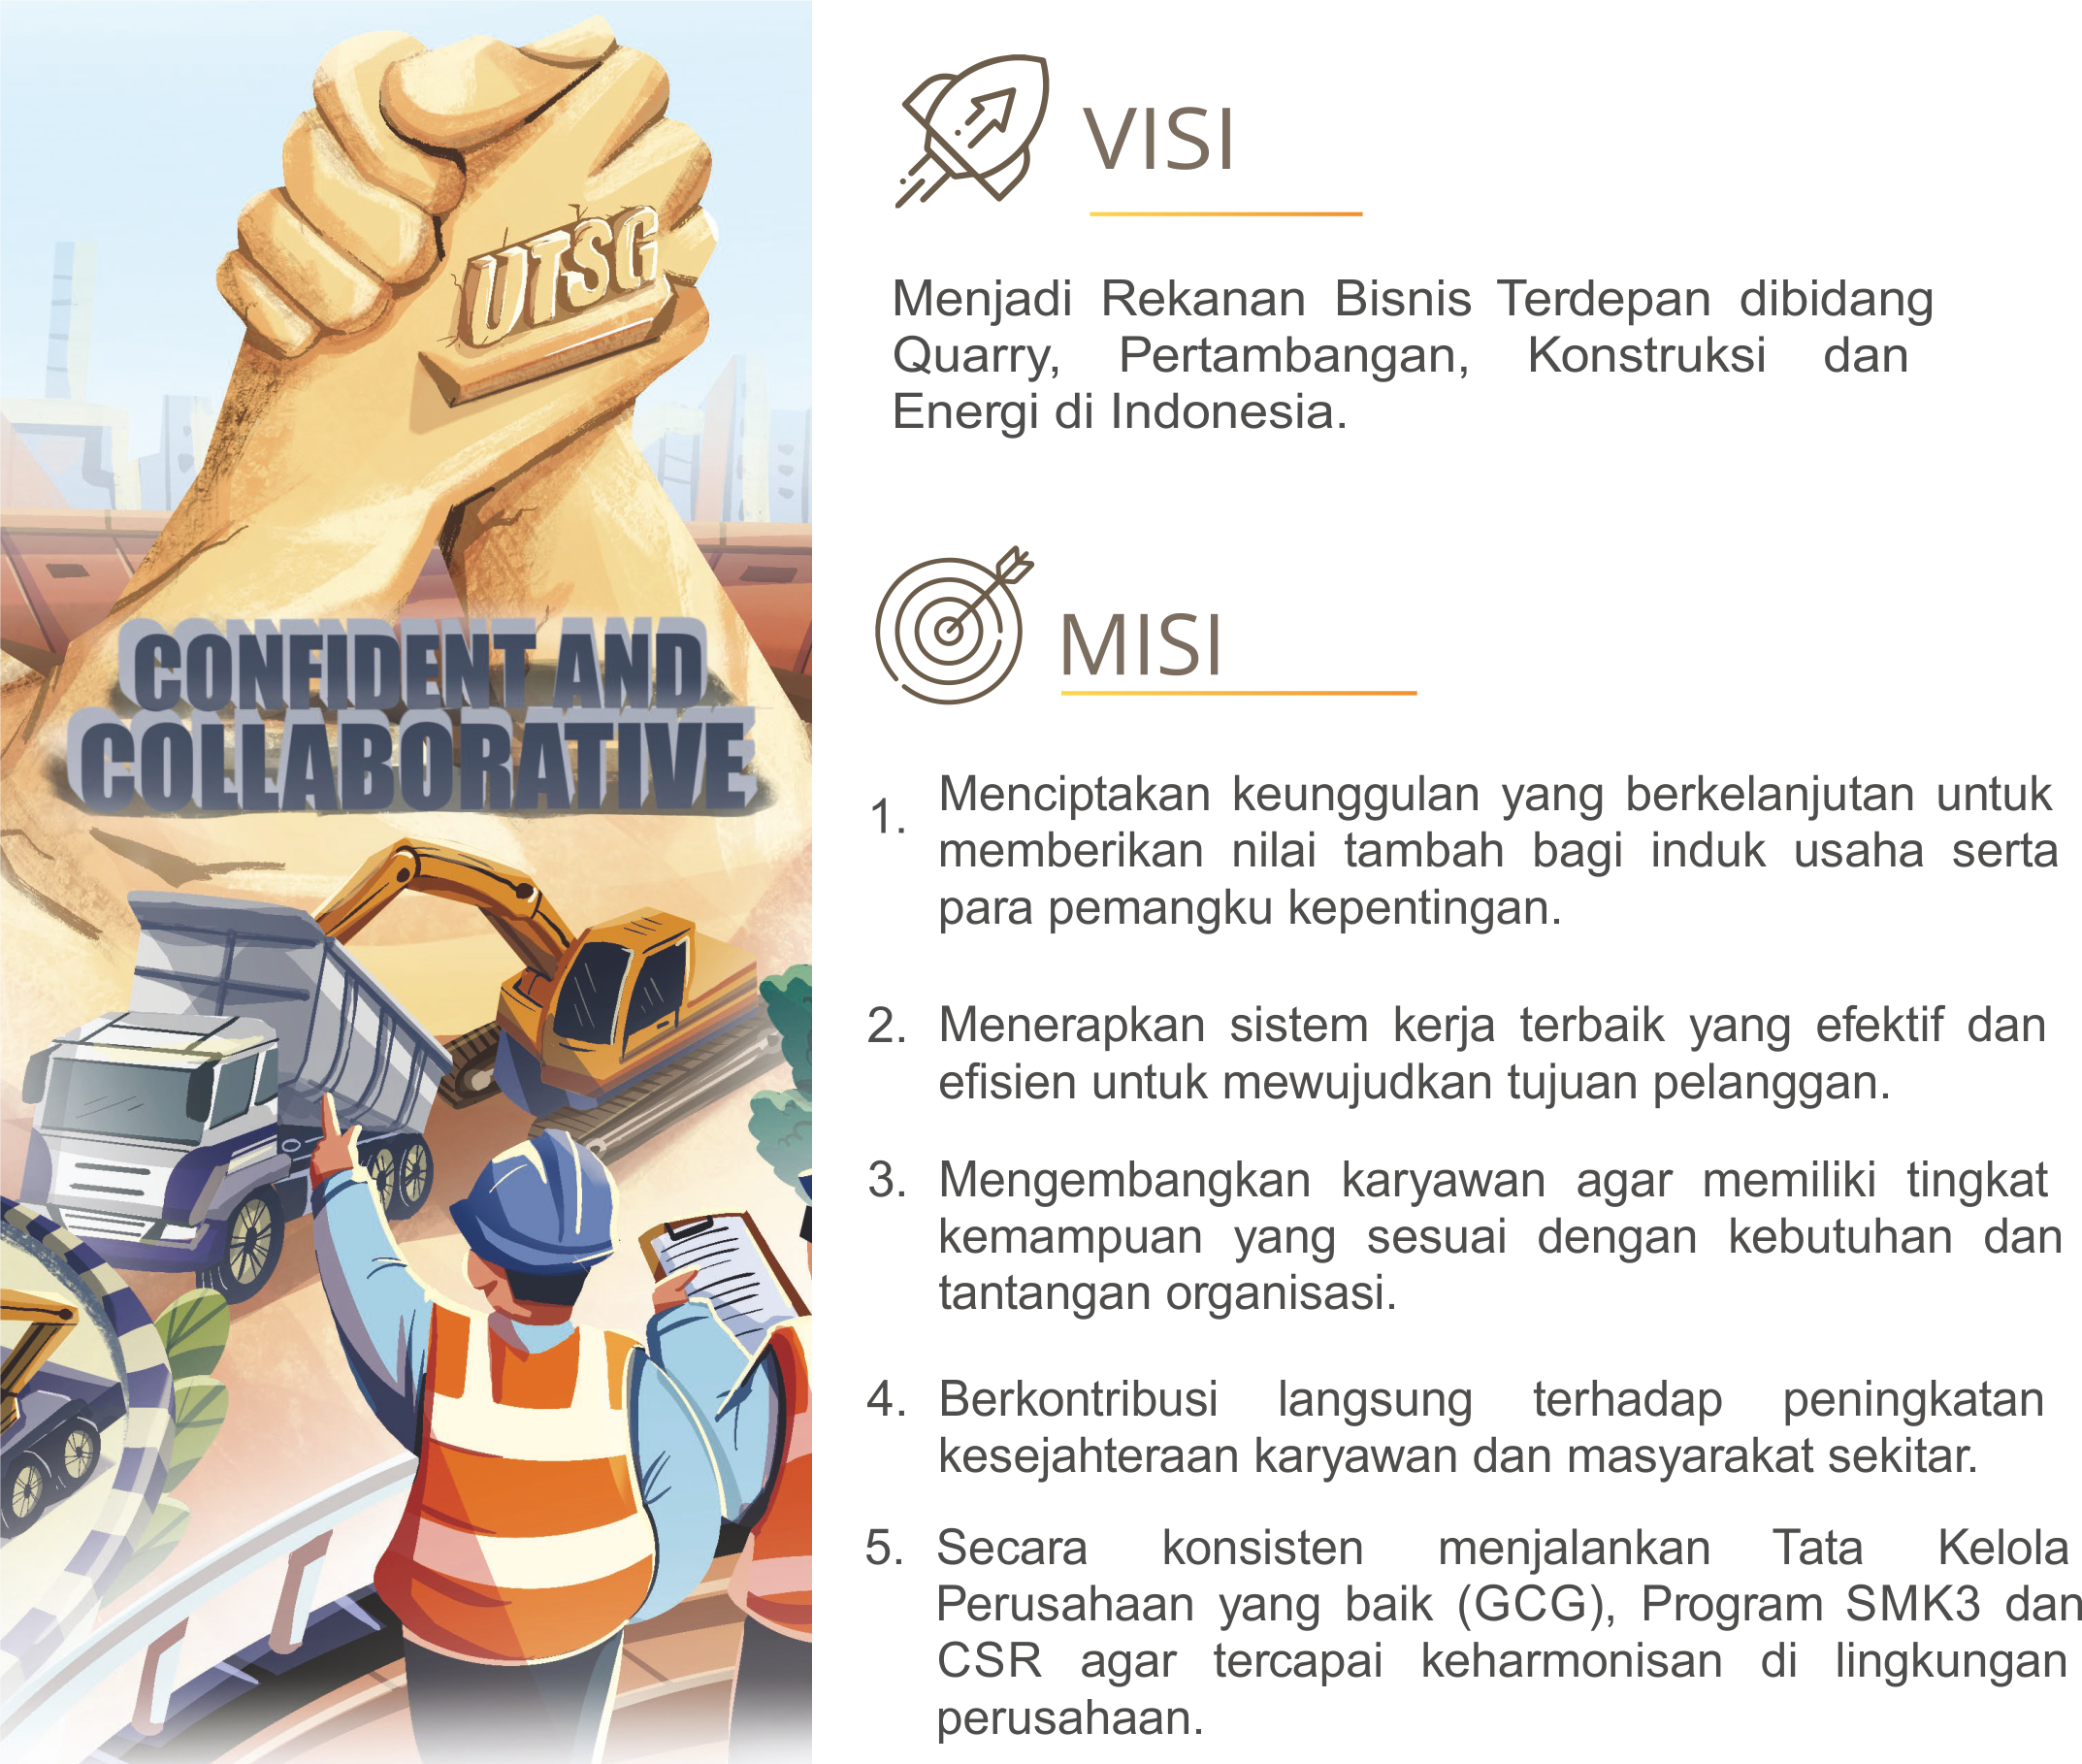 UTSG
CONFIDENT AND
COLLABORATIVE
VISI
Menjadi Rekanan Bisnis Terdepan dibidang
Quarry, Pertambangan, Konstruksi dan
Energi di Indonesia.
MISI
1. Menciptakan keunggulan yang berkelanjutan untuk
memberikan nilai tambah bagi induk usaha serta
para pemangku kepentingan.
2. Menerapkan sistem kerja terbaik yang efektif dan
efisien untuk mewujudkan tujuan pelanggan.
3. Mengembangkan karyawan agar memiliki tingkat
kemampuan yang sesuai dengan kebutuhan dan
tantangan organisasi.
4. Berkontribusi langsung terhadap peningkatan
kesejahteraan karyawan dan masyarakat sekitar.
5. Secara konsisten menjalankan Tata Kelola
Perusahaan yang baik (GCG), Program SMK3 dan
CSR agar tercapai keharmonisan di lingkungan
perusahaan.